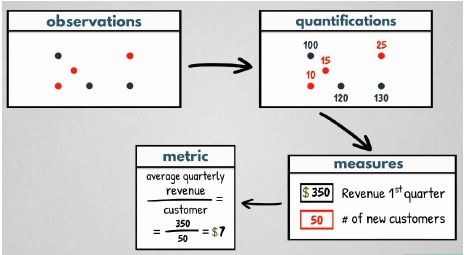 observations
quantifications
100
25
15
10
120
130
measures
$ 350 Revenue 1st quarter
50 # of new customers
metric
average quarterly
revenue
customer
=
= 350
50
= $7